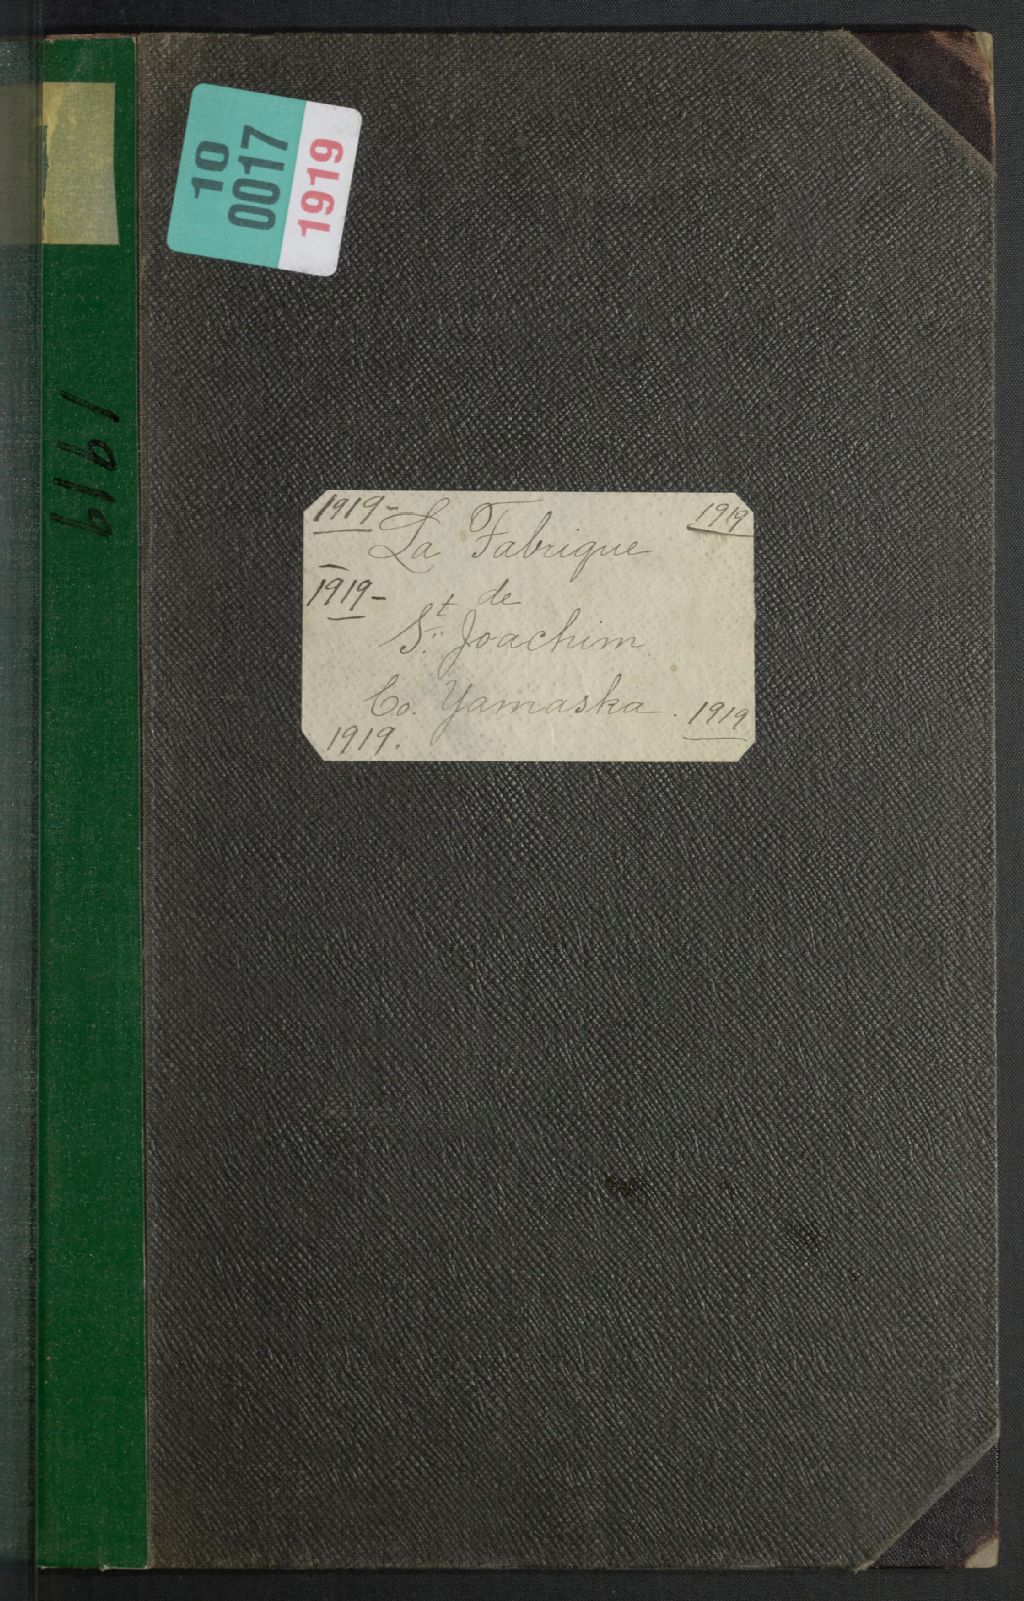 10
0017
1919
1919
1919- 1919
La Fabrique
1919- de
St. Joachim
Co. Yamaska. 1919
1919.